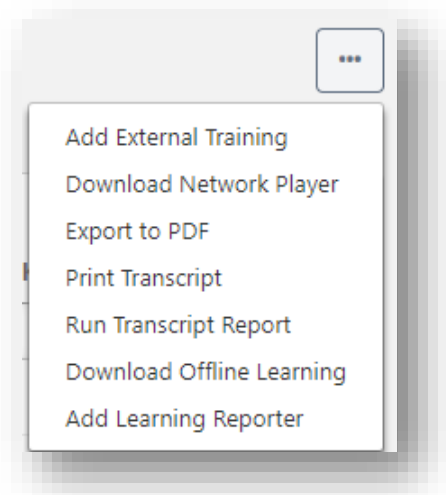 ...
Add External Training
Download Network Player
Export to PDF
Print Transcript
Run Transcript Report
Download Offline Learning
Add Learning Reporter